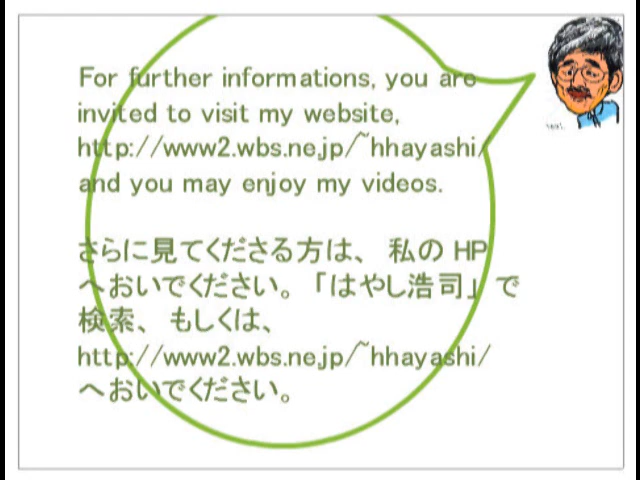 For further informations, you are
invited to visit my website,
http://www2.wbs.ne.jp/~hhayashi/
and you may enjoy my videos.
さらに見てくださる方は、 私の HP
へおいでください。「はやし浩司」で
検索、 もしくは、
http://www2.wbs.ne.jp/~hhayashi/
へおいでください。